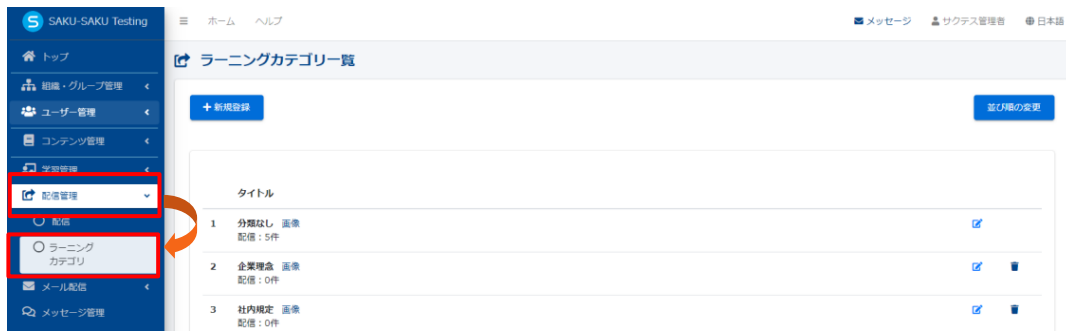 S SAKU-SAKU Testing
ホーム ヘルプ
メッセージ サクテス管理者 日本語
トップ
組織・グループ管理
ユーザー管理
コンテンツ管理
学習管理
配信管理
配信
ラーニング
カテゴリ
メール配信
メッセージ管理
ラーニングカテゴリ一覧
+ 新規登録
並び順の変更
タイトル
1 分類なし 画像
配信：5件
2 企業理念 画像
配信：0件
3 社内規定 画像
配信：0件